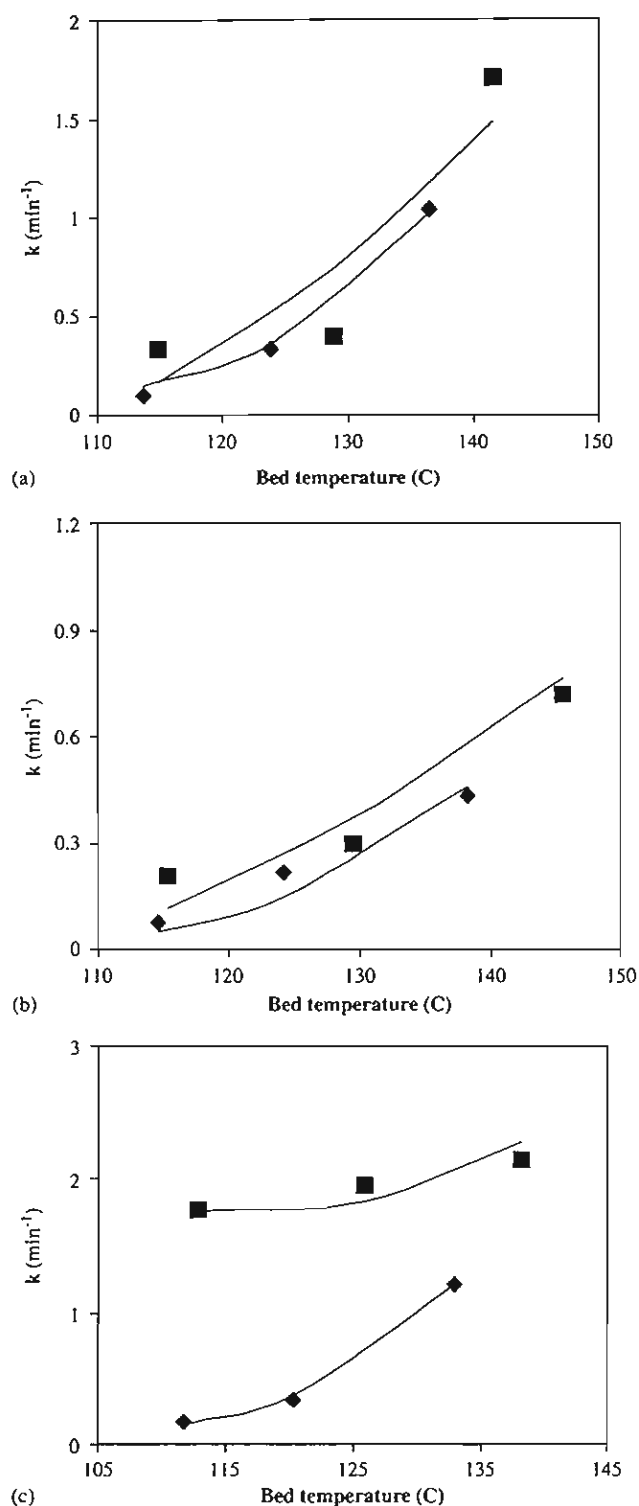 2
1.5
1
0.5
0
k (min⁻¹)
110 120 130 140 150
(a) Bed temperature (C)
1.2
0.9
0.6
0.3
0
k (min⁻¹)
110 120 130 140 150
(b) Bed temperature (C)
3
2
1
0
k (min⁻¹)
105 115 125 135 145
(c) Bed temperature (C)